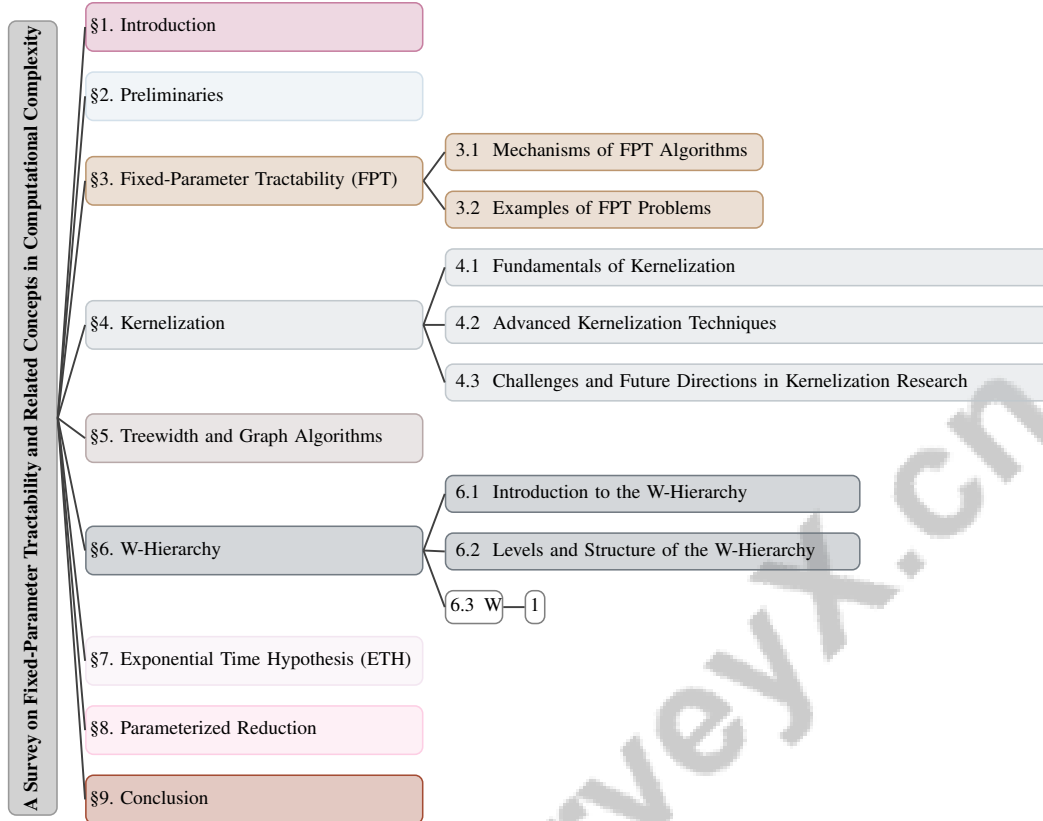 A Survey on Fixed-Parameter Tractability and Related Concepts in Computational Complexity
§1. Introduction
§2. Preliminaries
§3. Fixed-Parameter Tractability (FPT)
3.1 Mechanisms of FPT Algorithms
3.2 Examples of FPT Problems
§4. Kernelization
4.1 Fundamentals of Kernelization
4.2 Advanced Kernelization Techniques
4.3 Challenges and Future Directions in Kernelization Research
§5. Treewidth and Graph Algorithms
§6. W-Hierarchy
6.1 Introduction to the W-Hierarchy
6.2 Levels and Structure of the W-Hierarchy
6.3 W
1
§7. Exponential Time Hypothesis (ETH)
§8. Parameterized Reduction
§9. Conclusion
rveyx.cn